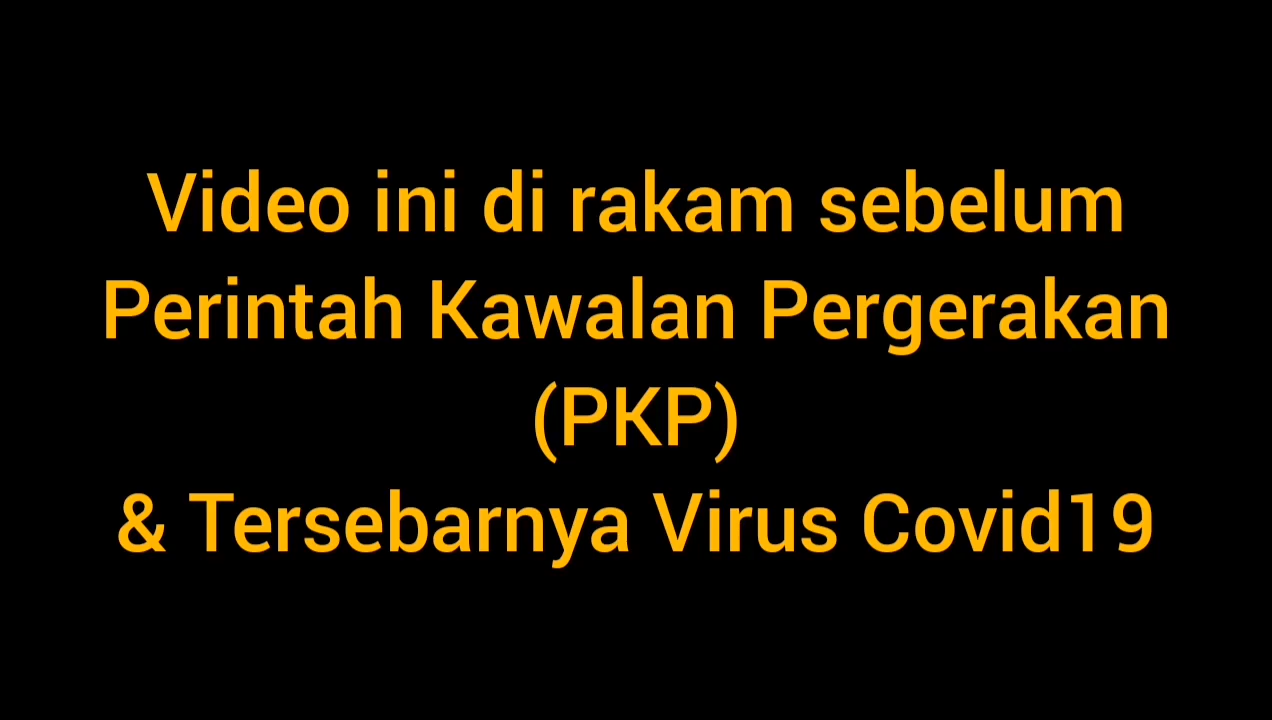 Video ini di rakam sebelum
Perintah Kawalan Pergerakan
(PKP)
& Tersebarnya Virus Covid19